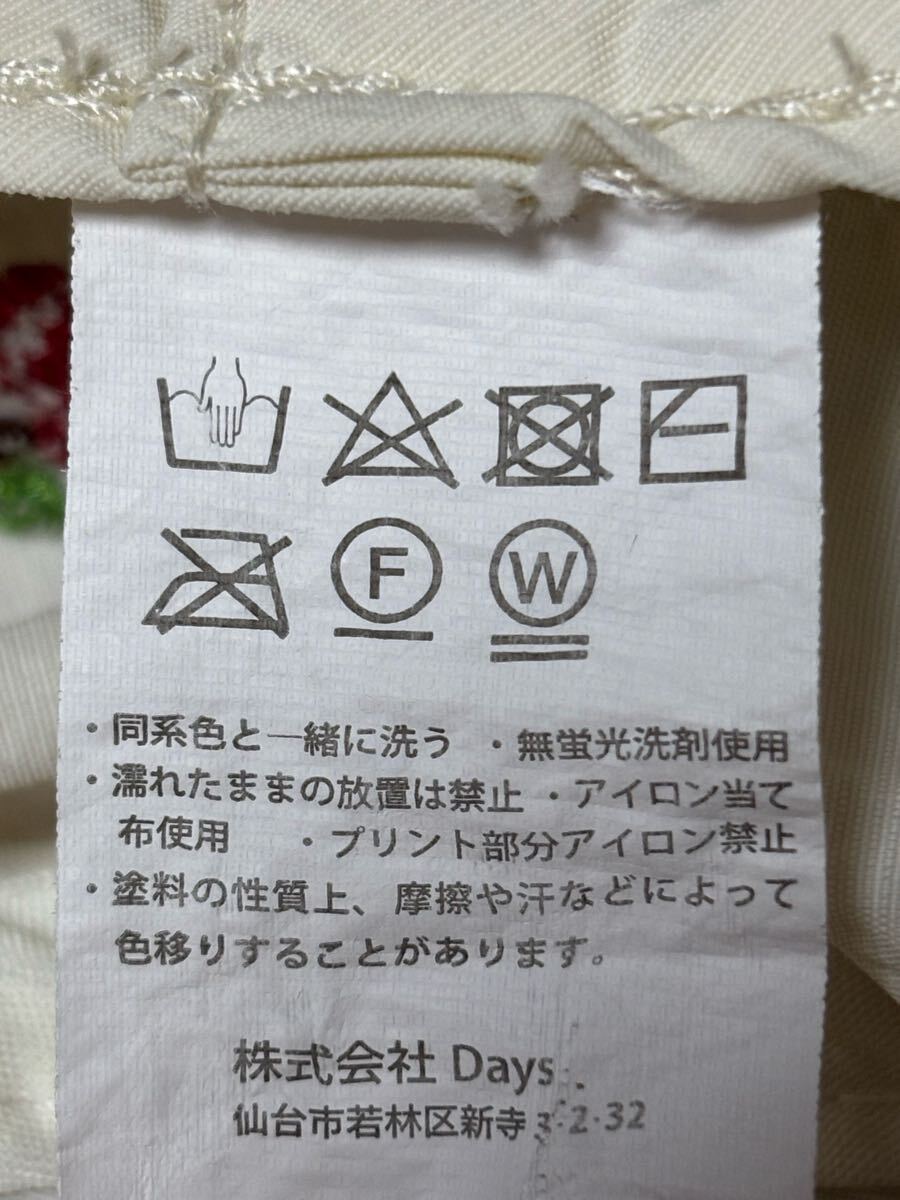 F W
・同系色と一緒に洗う ・無蛍光洗剤使用
・濡れたままの放置は禁止 ・アイロン当て
布使用 ・プリント部分アイロン禁止
・塗料の性質上、摩擦や汗などによって
色移りすることがあります。
株式会社 Days.
仙台市若林区新寺3-2-32